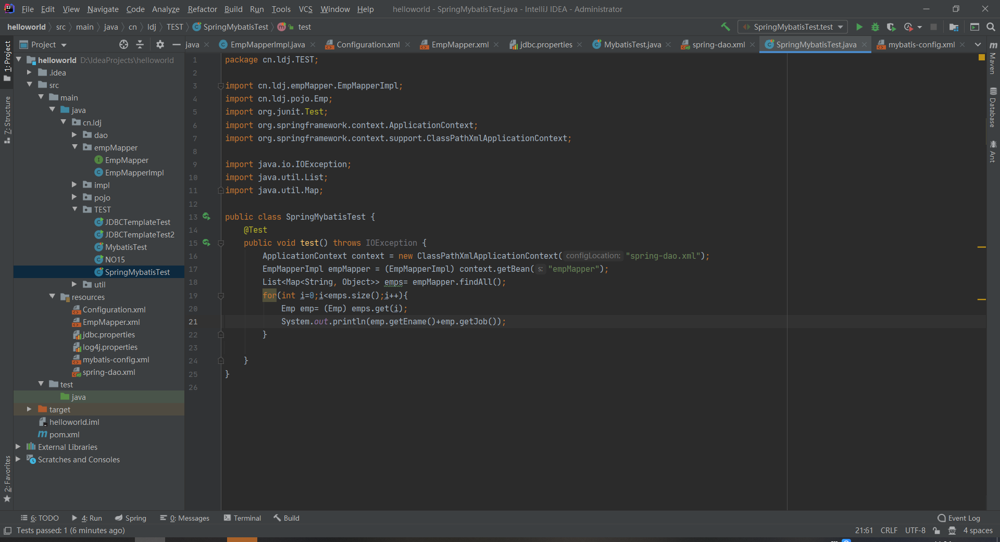 File Edit View Navigate Code Analyze Refactor Build Run Tools VCS Window Help helloworld - SpringMybatisTest.java - IntelliJ IDEA - Administrator
helloworld src main java cn ldj TEST SpringMybatisTest m test SpringMybatisTest.test
Project java EmpMapperImpl.java Configuration.xml EmpMapper.xml jdbc.properties MybatisTest.java spring-dao.xml SpringMybatisTest.java mybatis-config.xml
1: Project
7: Structure
2: Favorites
helloworld D:\IdeaProjects\helloworld
.idea
src
main
java
cn.ldj
dao
empMapper
EmpMapper
EmpMapperImpl
impl
pojo
TEST
JDBCTemplateTest
JDBCTemplateTest2
MybatisTest
NO15
SpringMybatisTest
util
resources
Configuration.xml
EmpMapper.xml
jdbc.properties
log4j.properties
mybatis-config.xml
spring-dao.xml
test
java
target
helloworld.iml
pom.xml
External Libraries
Scratches and Consoles
1 package cn.ldj.TEST;
2
3 import cn.ldj.empMapper.EmpMapperImpl;
4 import cn.ldj.pojo.Emp;
5 import org.junit.Test;
6 import org.springframework.context.ApplicationContext;
7 import org.springframework.context.support.ClassPathXmlApplicationContext;
8
9 import java.io.IOException;
10 import java.util.List;
11 import java.util.Map;
12
13 public class SpringMybatisTest {
14 @Test
15 public void test() throws IOException {
16 ApplicationContext context = new ClassPathXmlApplicationContext( configLocation: "spring-dao.xml");
17 EmpMapperImpl empMapper = (EmpMapperImpl) context.getBean( s: "empMapper");
18 List<Map<String, Object>> emps= empMapper.findAll();
19 for(int i=0;i<emps.size();i++){
20 Emp emp= (Emp) emps.get(i);
21 System.out.println(emp.getEname()+emp.getJob());
22 }
23
24 }
25 }
26
Maven
Database
Ant
6: TODO 4: Run Spring 0: Messages Terminal Build Event Log
Tests passed: 1 (6 minutes ago) 21:61 CRLF UTF-8 4 spaces